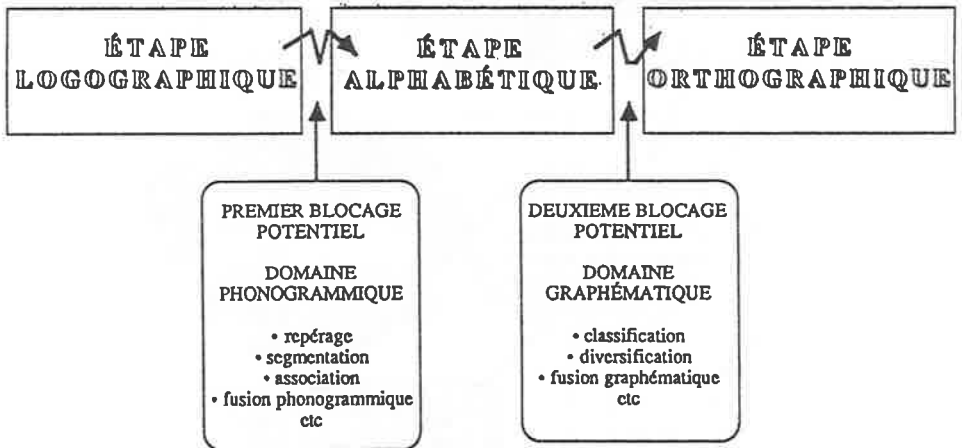 ÉTAPE
LOGOGRAPHIQUE
ÉTAPE
ALPHABÉTIQUE
ÉTAPE
ORTHOGRAPHIQUE
PREMIER BLOCAGE
POTENTIEL
DOMAINE
PHONOGRAMMIQUE
• repérage
• segmentation
• association
• fusion phonogrammique
etc
DEUXIEME BLOCAGE
POTENTIEL
DOMAINE
GRAPHÉMATIQUE
• classification
• diversification
• fusion graphématique
etc